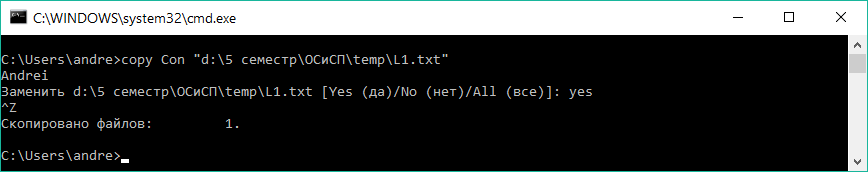 C:\WINDOWS\system32\cmd.exe
C:\Users\andre>copy Con "d:\5 семестр\ОСиСП\temp\L1.txt"
Andrei
Заменить d:\5 семестр\ОСиСП\temp\L1.txt [Yes (да)/No (нет)/All (все)]: yes
^Z
Скопировано файлов:         1.
C:\Users\andre>